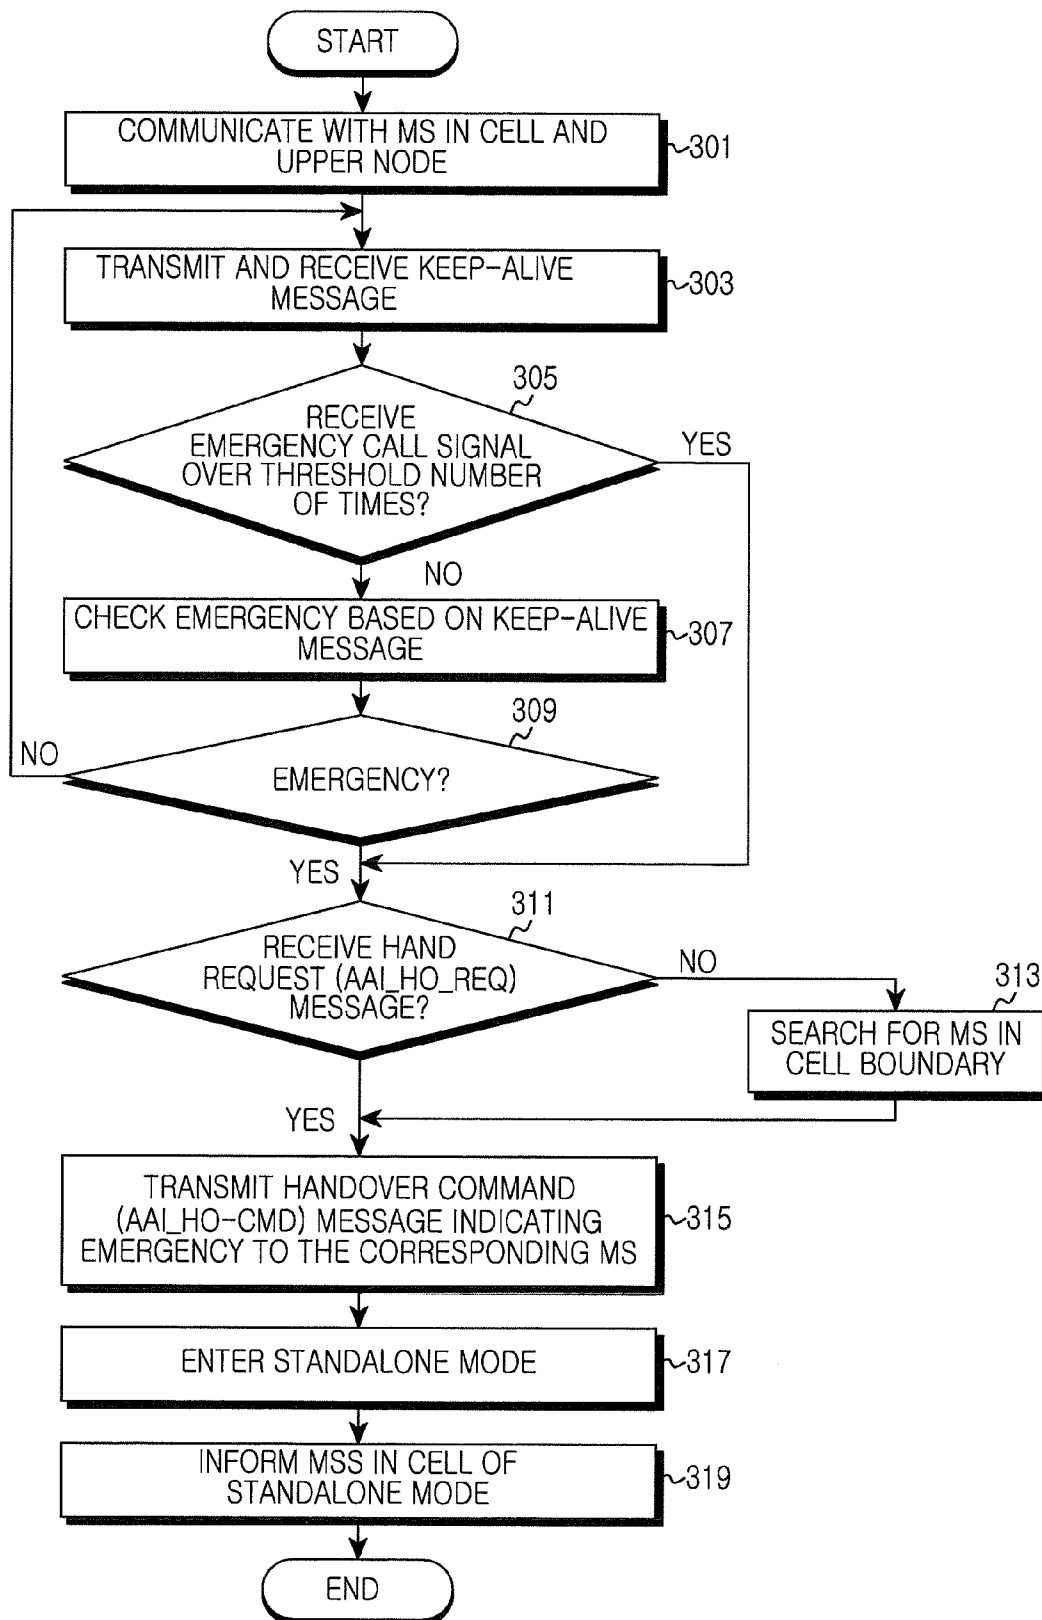 START
COMMUNICATE WITH MS IN CELL AND
UPPER NODE
301
TRANSMIT AND RECEIVE KEEP-ALIVE
MESSAGE
303
305
RECEIVE
EMERGENCY CALL SIGNAL
OVER THRESHOLD NUMBER
OF TIMES?
YES
NO
CHECK EMERGENCY BASED ON KEEP-ALIVE
MESSAGE
307
309
NO
EMERGENCY?
YES
311
RECEIVE HAND
REQUEST (AAI_HO_REQ)
MESSAGE?
NO
313
SEARCH FOR MS IN
CELL BOUNDARY
YES
TRANSMIT HANDOVER COMMAND
(AAI_HO-CMD) MESSAGE INDICATING
EMERGENCY TO THE CORRESPONDING MS
315
ENTER STANDALONE MODE
317
INFORM MSS IN CELL OF
STANDALONE MODE
319
END